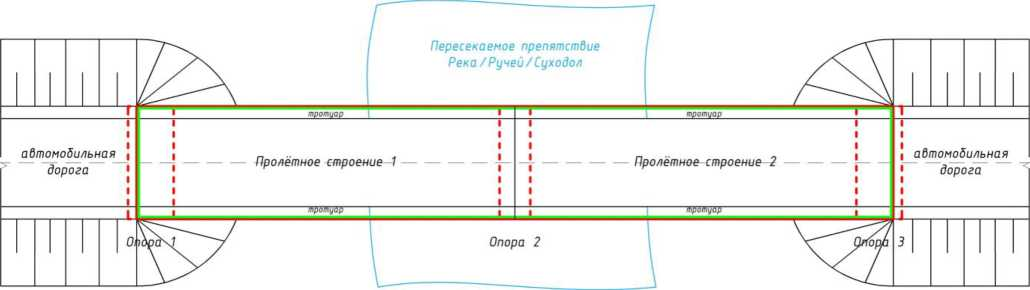 Пересекаемое препятствие
Река/Ручей/Суходол
тротуар
тротуар
автомобильная
дорога
Пролётное строение 1
Пролётное строение 2
автомобильная
дорога
тротуар
тротуар
Опора 1
Опора 2
Опора 3